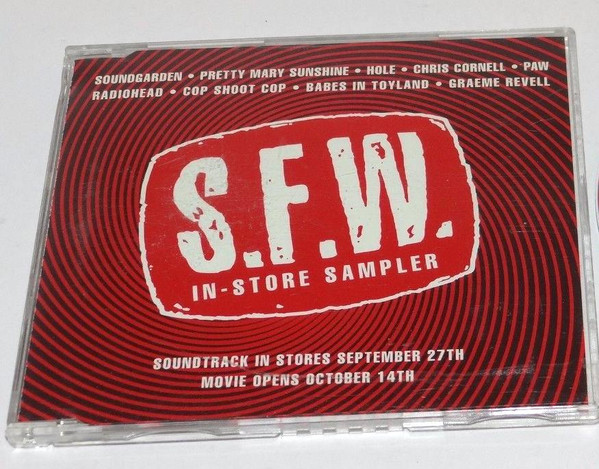 SOUNDGARDEN • PRETTY MARY SUNSHINE • HOLE • CHRIS CORNELL • PAW
RADIOHEAD • COP SHOOT COP • BABES IN TOYLAND • GRAEME REVELL
S.F.W.
IN-STORE SAMPLER
SOUNDTRACK IN STORES SEPTEMBER 27TH
MOVIE OPENS OCTOBER 14TH